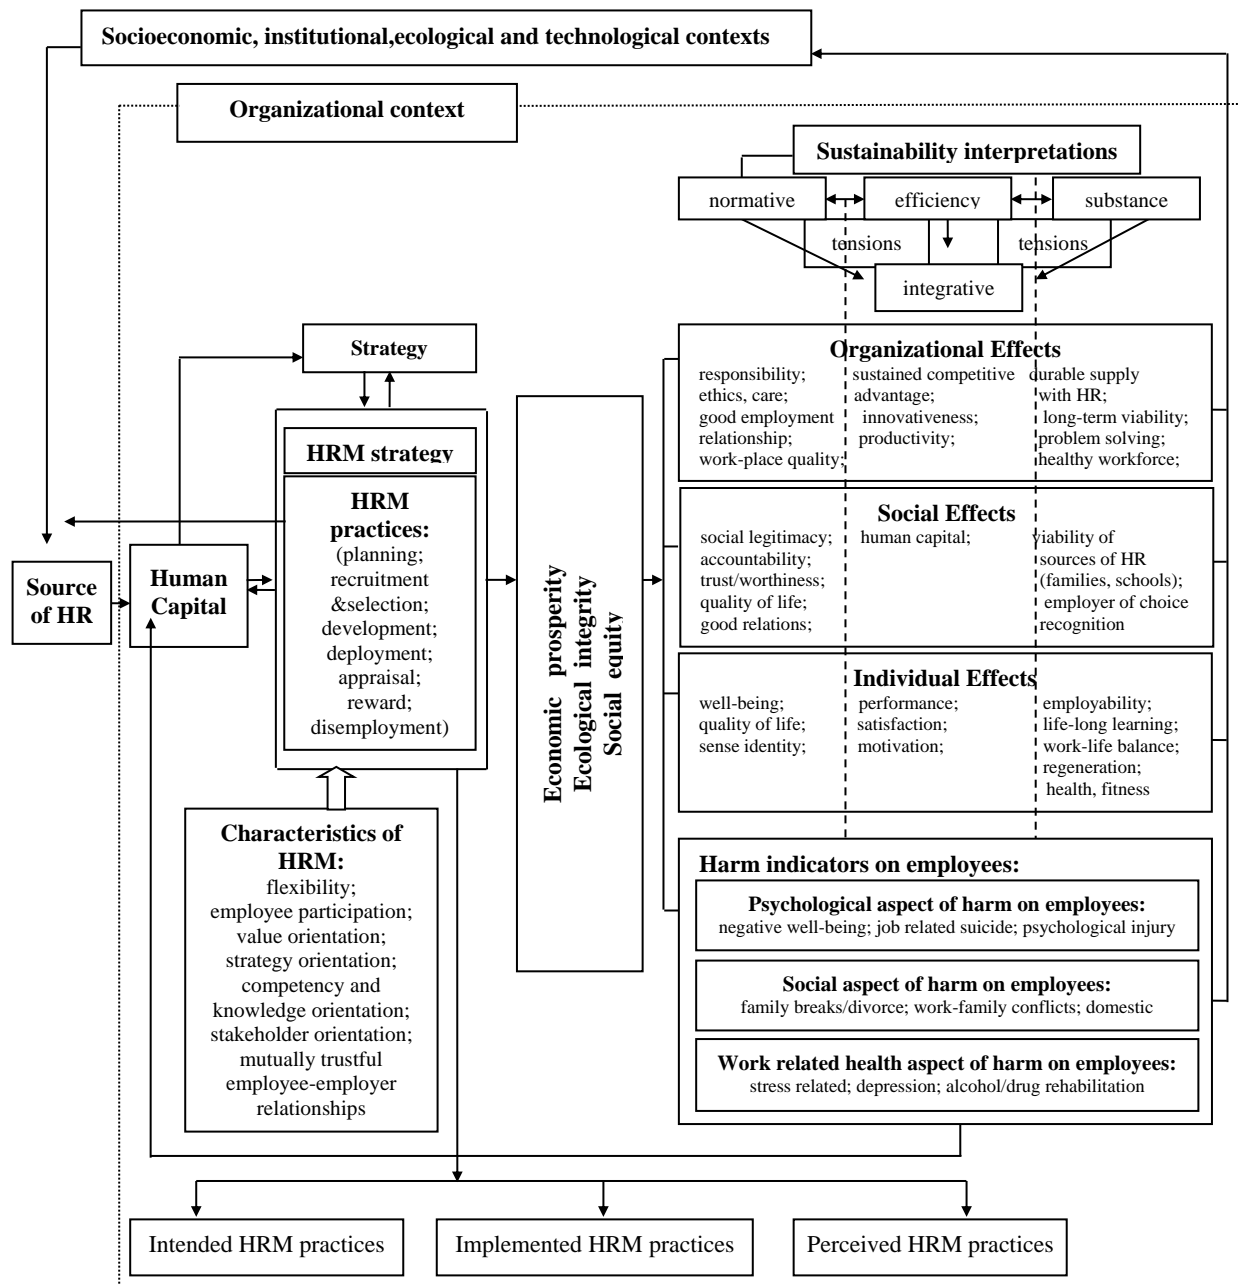 Socioeconomic, institutional,ecological and technological contexts
Organizational context
Sustainability interpretations
normative
efficiency
substance
tensions
tensions
integrative
Strategy
HRM strategy
HRM
practices:
(planning;
recruitment
&selection;
development;
deployment;
appraisal;
reward;
disemployment)
Source
of HR
Human
Capital
Characteristics of
HRM:
flexibility;
employee participation;
value orientation;
strategy orientation;
competency and
knowledge orientation;
stakeholder orientation;
mutually trustful
employee-employer
relationships
Economic prosperity
Ecological integrity
Social equity
Organizational Effects
responsibility;
ethics, care;
good employment
relationship;
work-place quality;
sustained competitive
advantage;
innovativeness;
productivity;
durable supply
with HR;
long-term viability;
problem solving;
healthy workforce;
Social Effects
social legitimacy;
accountability;
trust/worthiness;
quality of life;
good relations;
human capital;
viability of
sources of HR
(families, schools);
employer of choice
recognition
Individual Effects
well-being;
quality of life;
sense identity;
performance;
satisfaction;
motivation;
employability;
life-long learning;
work-life balance;
regeneration;
health, fitness
Harm indicators on employees:
Psychological aspect of harm on employees:
negative well-being; job related suicide; psychological injury
Social aspect of harm on employees:
family breaks/divorce; work-family conflicts; domestic
Work related health aspect of harm on employees:
stress related; depression; alcohol/drug rehabilitation
Intended HRM practices
Implemented HRM practices
Perceived HRM practices